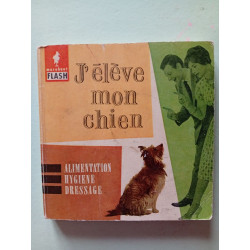 marabout
FLASH
J'élève
mon
chien
ALIMENTATION
HYGIENE
DRESSAGE